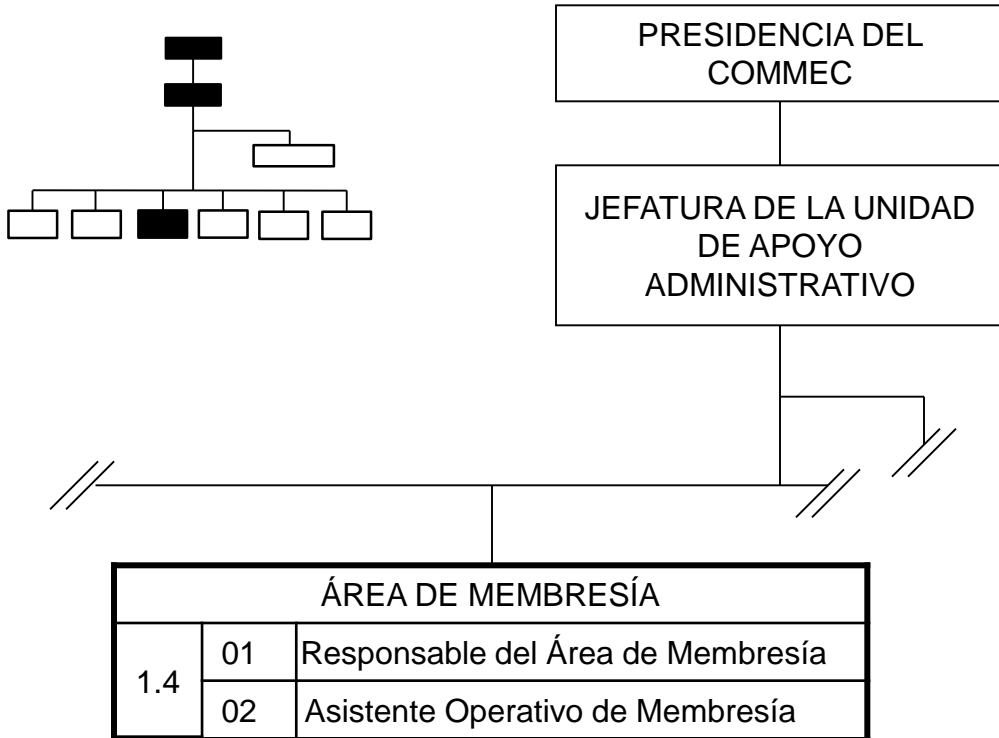 PRESIDENCIA DEL
COMMEC
JEFATURA DE LA UNIDAD
DE APOYO
ADMINISTRATIVO
ÁREA DE MEMBRESÍA
1.4
01 Responsable del Área de Membresía
02 Asistente Operativo de Membresía